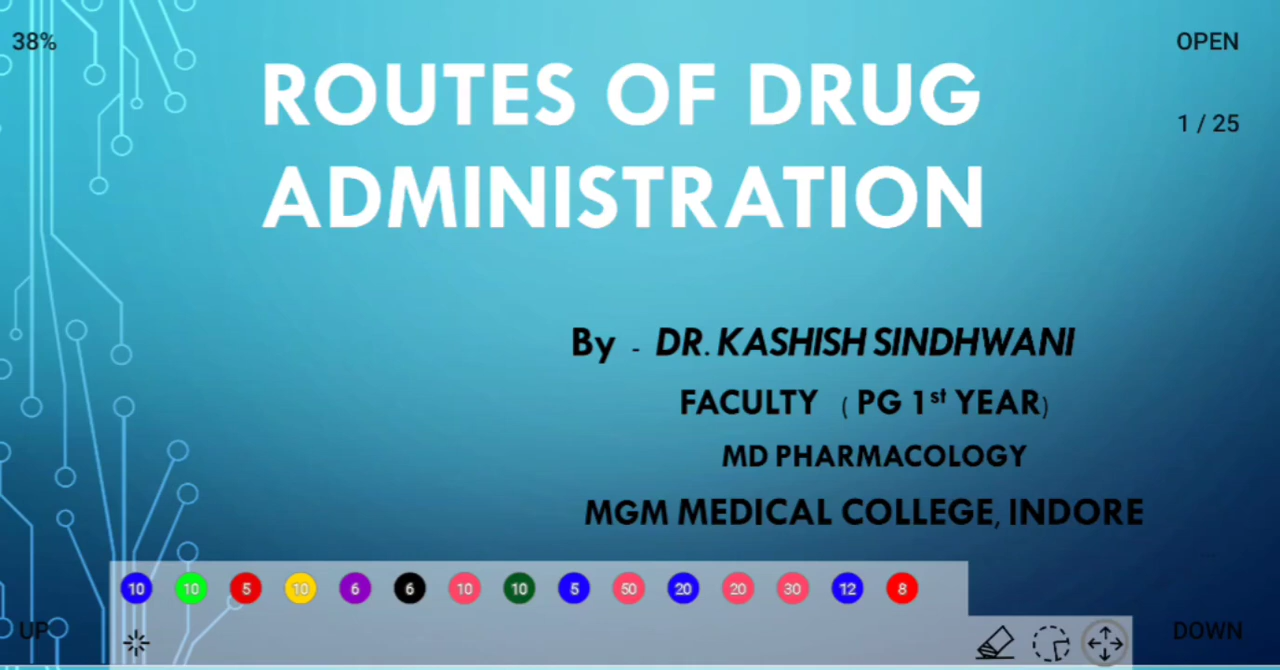 38%
OPEN
ROUTES OF DRUG
1 / 25
ADMINISTRATION
By - DR. KASHISH SINDHWANI
FACULTY ( PG 1st YEAR)
MD PHARMACOLOGY
MGM MEDICAL COLLEGE, INDORE
10 10 5 10 6 6 10 10 5 50 20 20 30 12 8
UP
DOWN